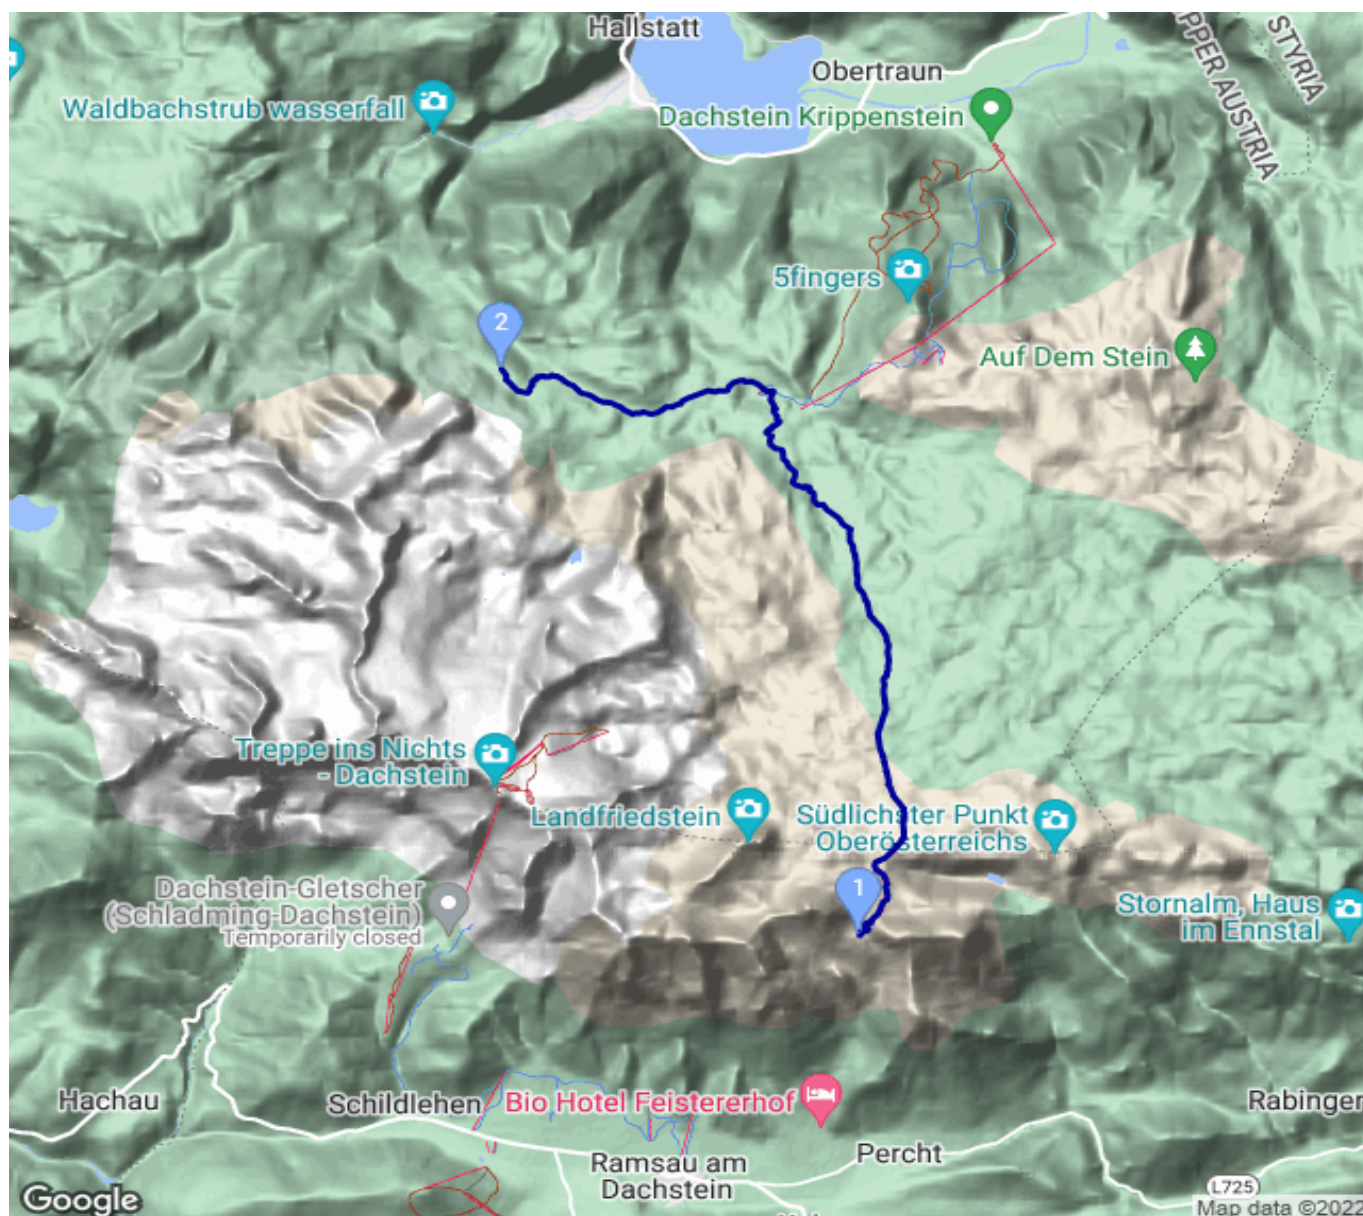 Hallstatt
STYRIA
UPPER AUSTRIA
Obertraun
Waldbachstrub wasserfall
Dachstein Krippenstein
5fingers
2
Auf Dem Stein
Treppe ins Nichts
- Dachstein
Landfriedstein
Südlichster Punkt
Oberösterreichs
1
Dachstein-Gletscher
(Schladming-Dachstein)
Temporarily closed
Stornalm, Haus
im Ennstal
Hachau
Schildlehen
Bio Hotel Feistererhof
Rabinger
Percht
Ramsau am
Dachstein
L725
Google
Map data ©2022